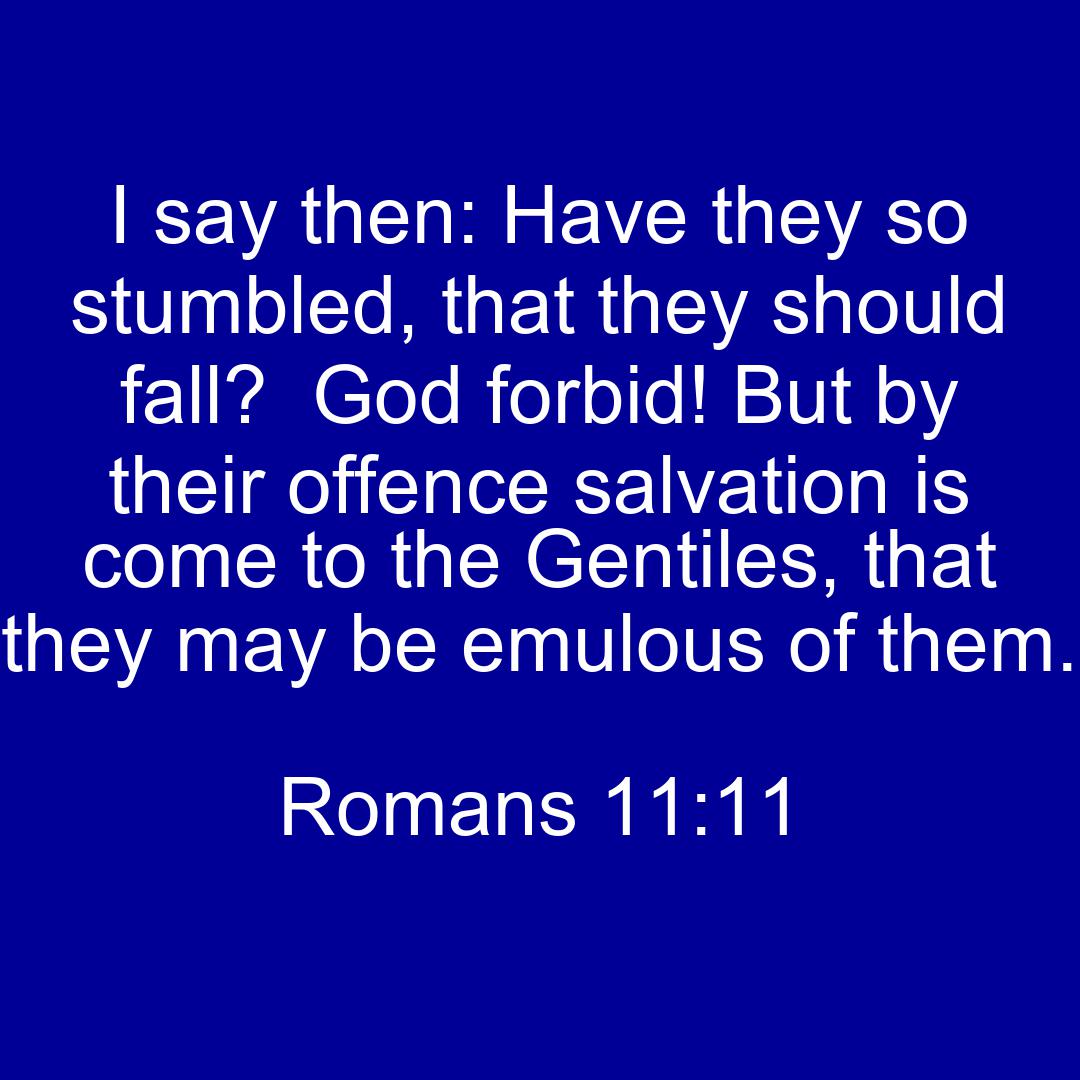 I say then: Have they so
stumbled, that they should
fall?  God forbid! But by
their offence salvation is
come to the Gentiles, that
they may be emulous of them.
Romans 11:11